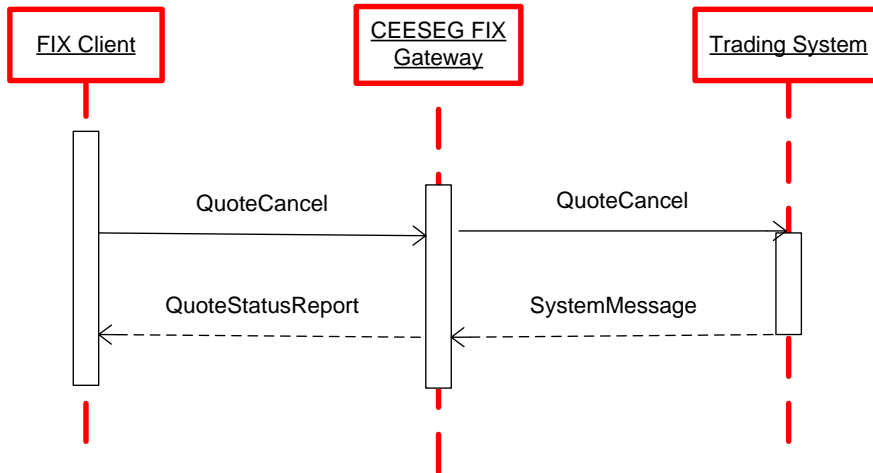 FIX Client
CEESEG FIX
Gateway
Trading System
QuoteCancel
QuoteCancel
QuoteStatusReport
SystemMessage